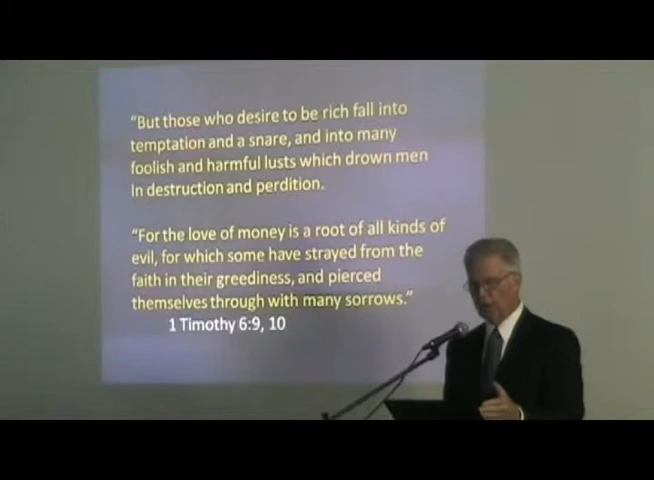 “But those who desire to be rich fall into
temptation and a snare, and into many
foolish and harmful lusts which drown men
In destruction and perdition.
“For the love of money is a root of all kinds of
evil, for which some have strayed from the
faith in their greediness, and pierced
themselves through with many sorrows.”
1 Timothy 6:9, 10